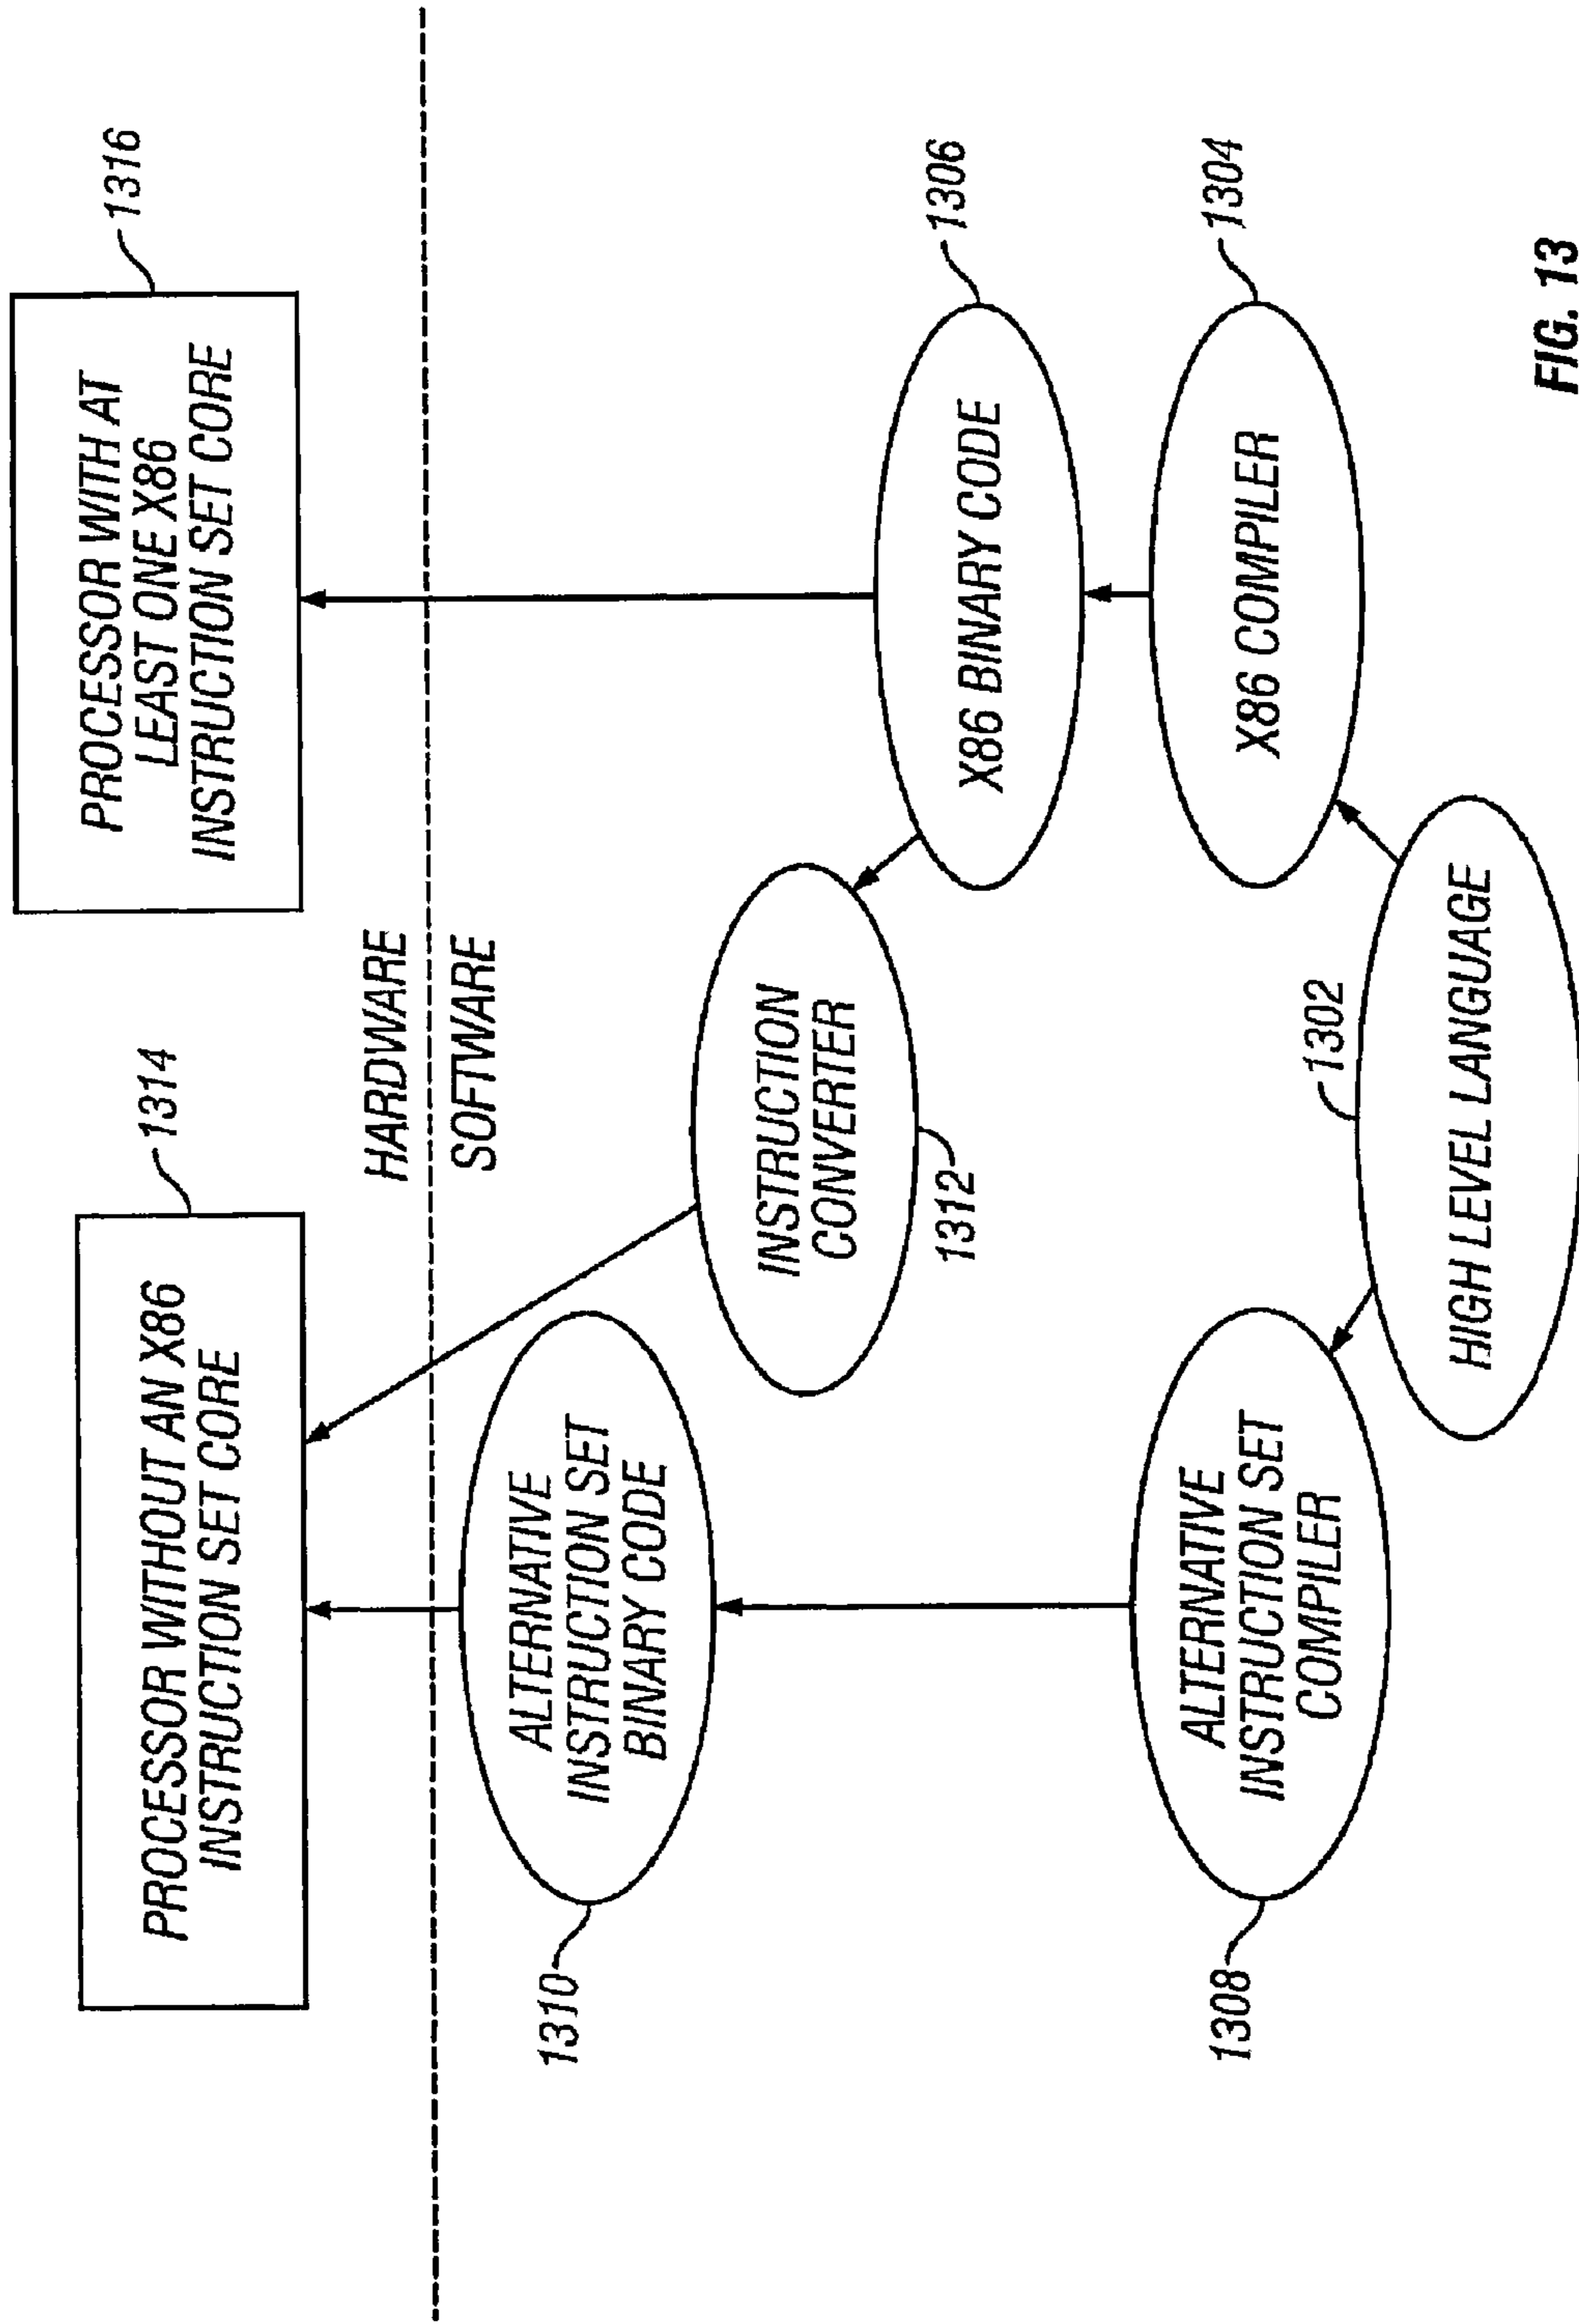 PROCESSOR WITHOUT AN X86
INSTRUCTION SET CORE
1314
PROCESSOR WITH AT
LEAST ONE X86
INSTRUCTION SET CORE
1316
HARDWARE
SOFTWARE
ALTERNATIVE
INSTRUCTION SET
BINARY CODE
1310
INSTRUCTION
CONVERTER
1312
X86 BINARY CODE
1306
ALTERNATIVE
INSTRUCTION SET
COMPILER
1308
X86 COMPILER
1304
1302
HIGH LEVEL LANGUAGE
FIG. 13